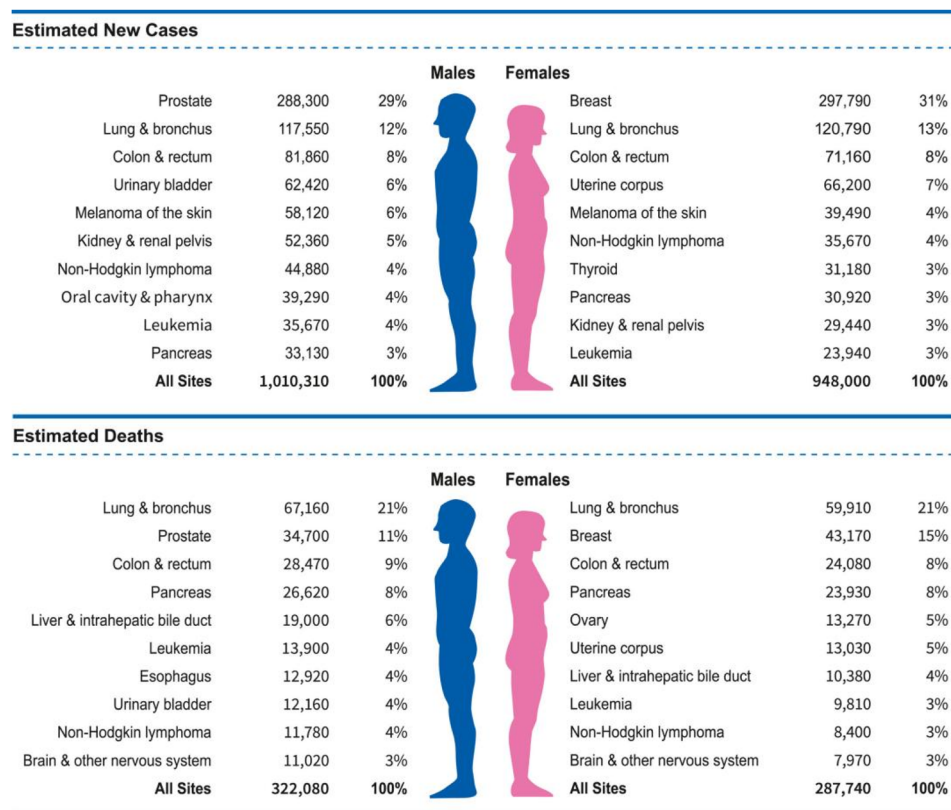 Estimated New Cases
Males Females
Prostate 288,300 29% Breast 297,790 31%
Lung & bronchus 117,550 12% Lung & bronchus 120,790 13%
Colon & rectum 81,860 8% Colon & rectum 71,160 8%
Urinary bladder 62,420 6% Uterine corpus 66,200 7%
Melanoma of the skin 58,120 6% Melanoma of the skin 39,490 4%
Kidney & renal pelvis 52,360 5% Non-Hodgkin lymphoma 35,670 4%
Non-Hodgkin lymphoma 44,880 4% Thyroid 31,180 3%
Oral cavity & pharynx 39,290 4% Pancreas 30,920 3%
Leukemia 35,670 4% Kidney & renal pelvis 29,440 3%
Pancreas 33,130 3% Leukemia 23,940 3%
All Sites 1,010,310 100% All Sites 948,000 100%
Estimated Deaths
Males Females
Lung & bronchus 67,160 21% Lung & bronchus 59,910 21%
Prostate 34,700 11% Breast 43,170 15%
Colon & rectum 28,470 9% Colon & rectum 24,080 8%
Pancreas 26,620 8% Pancreas 23,930 8%
Liver & intrahepatic bile duct 19,000 6% Ovary 13,270 5%
Leukemia 13,900 4% Uterine corpus 13,030 5%
Esophagus 12,920 4% Liver & intrahepatic bile duct 10,380 4%
Urinary bladder 12,160 4% Leukemia 9,810 3%
Non-Hodgkin lymphoma 11,780 4% Non-Hodgkin lymphoma 8,400 3%
Brain & other nervous system 11,020 3% Brain & other nervous system 7,970 3%
All Sites 322,080 100% All Sites 287,740 100%